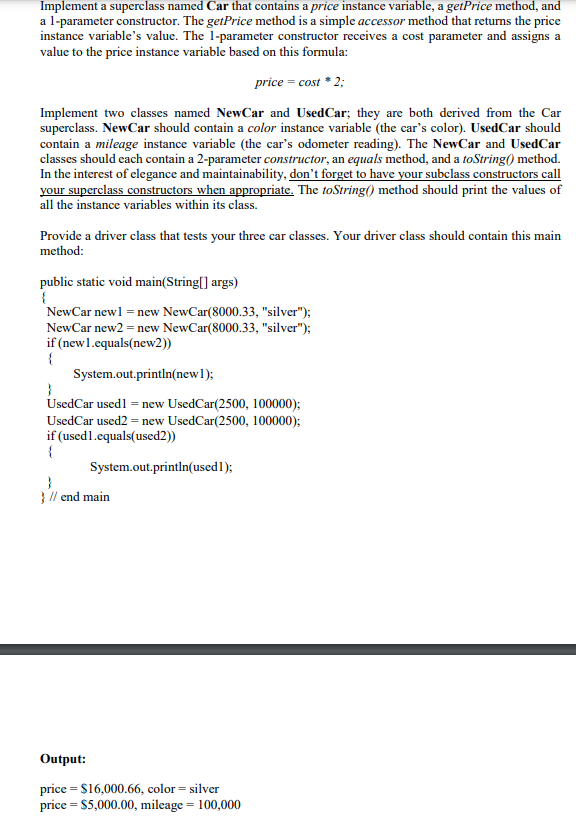 Implement a superclass named Car that contains a price instance variable, a getPrice method, and
a 1-parameter constructor. The getPrice method is a simple accessor method that returns the price
instance variable's value. The 1-parameter constructor receives a cost parameter and assigns a
value to the price instance variable based on this formula:
price = cost * 2;
Implement two classes named NewCar and UsedCar; they are both derived from the Car
superclass. NewCar should contain a color instance variable (the car's color). UsedCar should
contain a mileage instance variable (the car's odometer reading). The NewCar and UsedCar
classes should each contain a 2-parameter constructor, an equals method, and a toString() method.
In the interest of elegance and maintainability, don't forget to have your subclass constructors call
your superclass constructors when appropriate. The toString() method should print the values of
all the instance variables within its class.
Provide a driver class that tests your three car classes. Your driver class should contain this main
method:
public static void main(String[] args)
{
NewCar new1 = new NewCar(8000.33, "silver");
NewCar new2 = new NewCar(8000.33, "silver");
if (new1.equals(new2))
{
System.out.println(new1);
}
UsedCar used1 = new UsedCar(2500, 100000);
UsedCar used2 = new UsedCar(2500, 100000);
if (used1.equals(used2))
{
System.out.println(used1);
}
} // end main
Output:
price = $16,000.66, color = silver
price = $5,000.00, mileage = 100,000